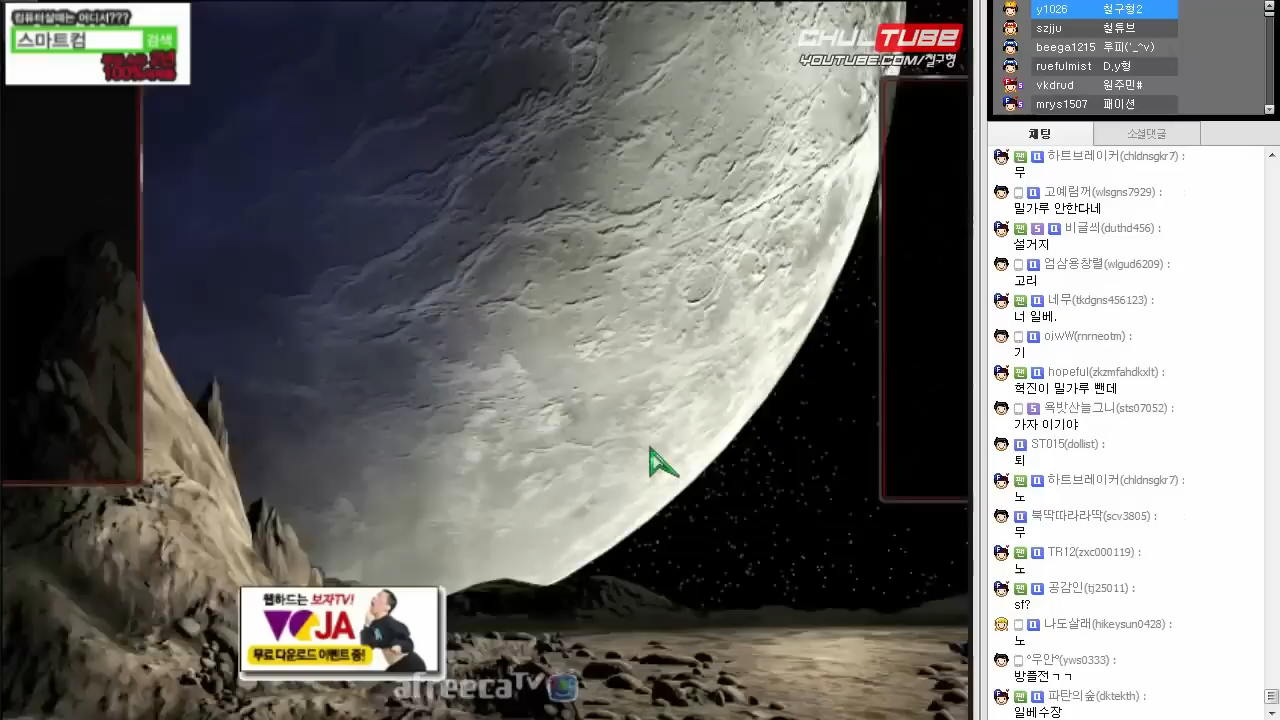 컴퓨터살때는 어디서???
스마트컴 검색
CHULTUBE
YOUTUBE.COM/철구형
웹하드는 보자TV!
VOJA
무료 다운로드 이벤트 중!
afreecaTV
y1026 철구형2
szjju 철튜브
beega1215 후패('_^v)
ruefulmist D,y형
vkdrud 원주민#
mrys1507 패이션
채팅 소셜댓글
하트브레이커(chldnsgkr7) :
무
고예림꺼(wlsgns7929) :
밀가루 안한다네
비글씌(duthd456) :
설거지
엄삼용창렬(wlgud6209) :
고리
네무(tkdgns456123) :
너 일베.
oiwW(rnrneotm) :
기
hopeful(zkzmfahdkxlt) :
현진이 밀가루 뺀데
옥밧산늘그니(sts07052) :
가자 이기야
ST015(dollist) :
퇴
하트브레이커(chldnsgkr7) :
노
북딱따라라딱(scv3805) :
무
TR12(zxc000119) :
노
공감인(tj25011) :
sf?
나도살래(hikeysun0428) :
노
°우안°(yws0333) :
방플전ㄱㄱ
파탄의숲(dktekth) :
일베소장